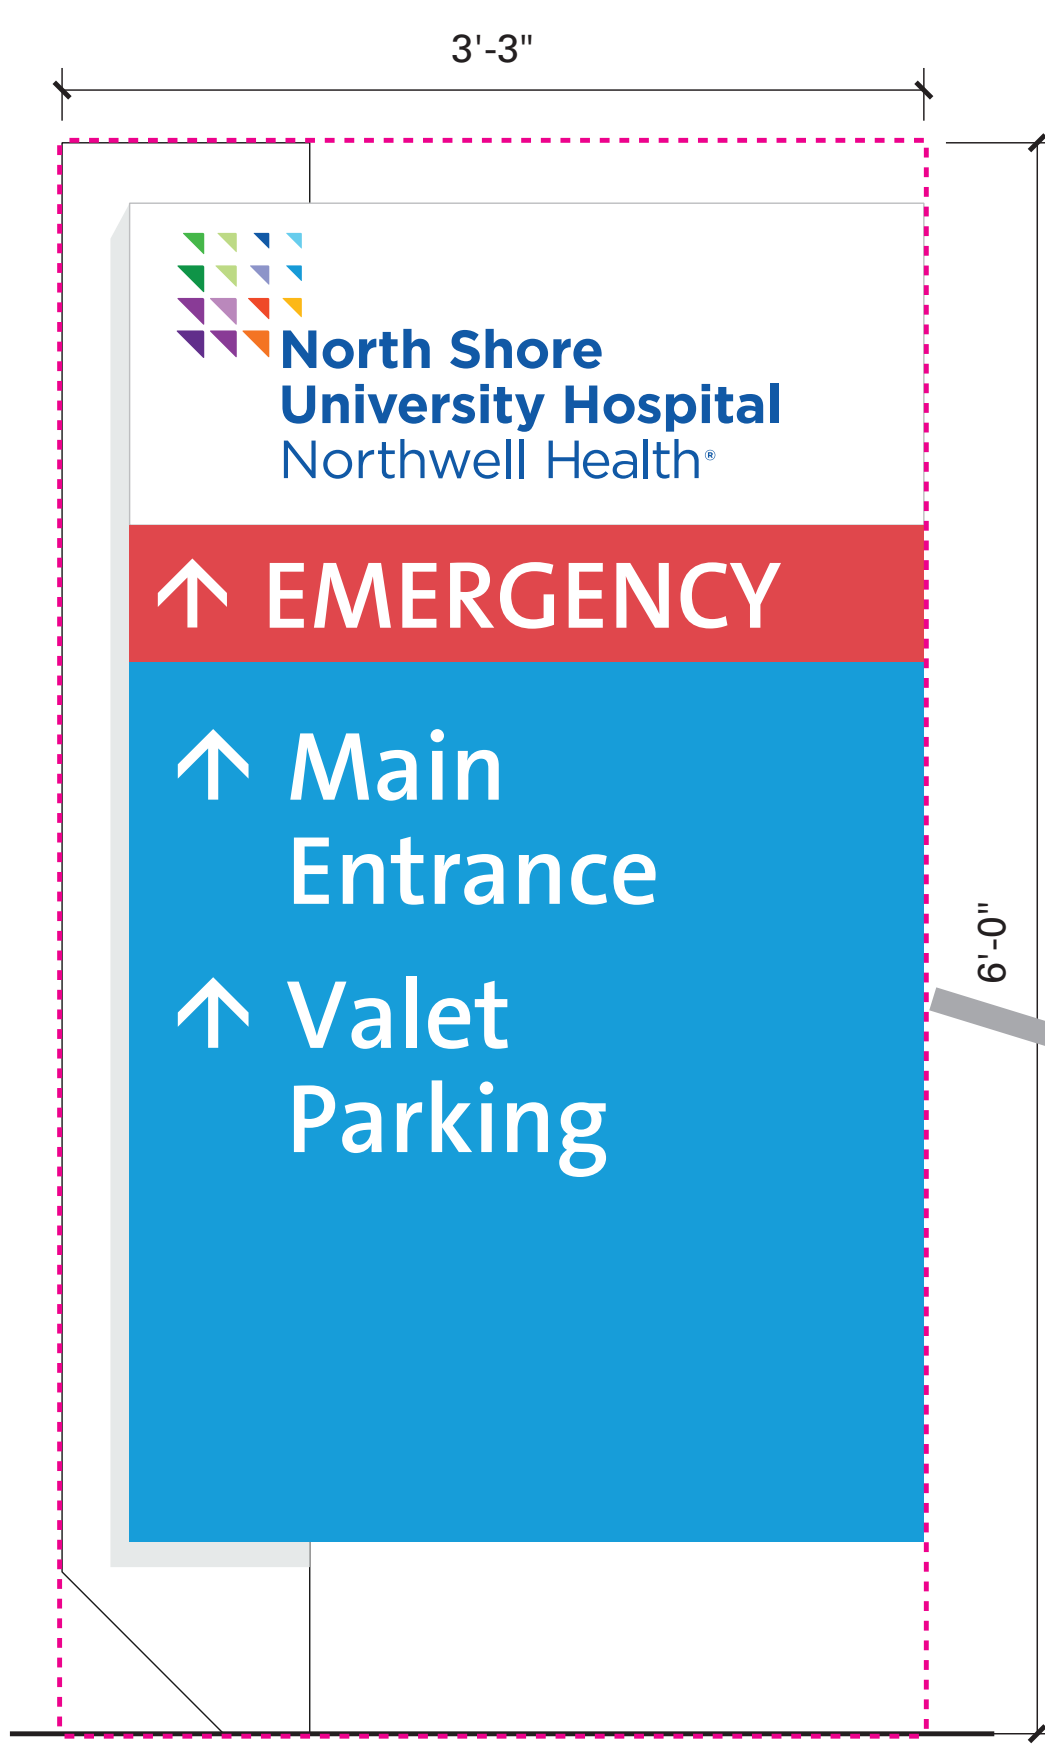 3'-3"
North Shore
University Hospital
Northwell Health®
↑ EMERGENCY
↑ Main
Entrance
↑ Valet
Parking
6'-0"